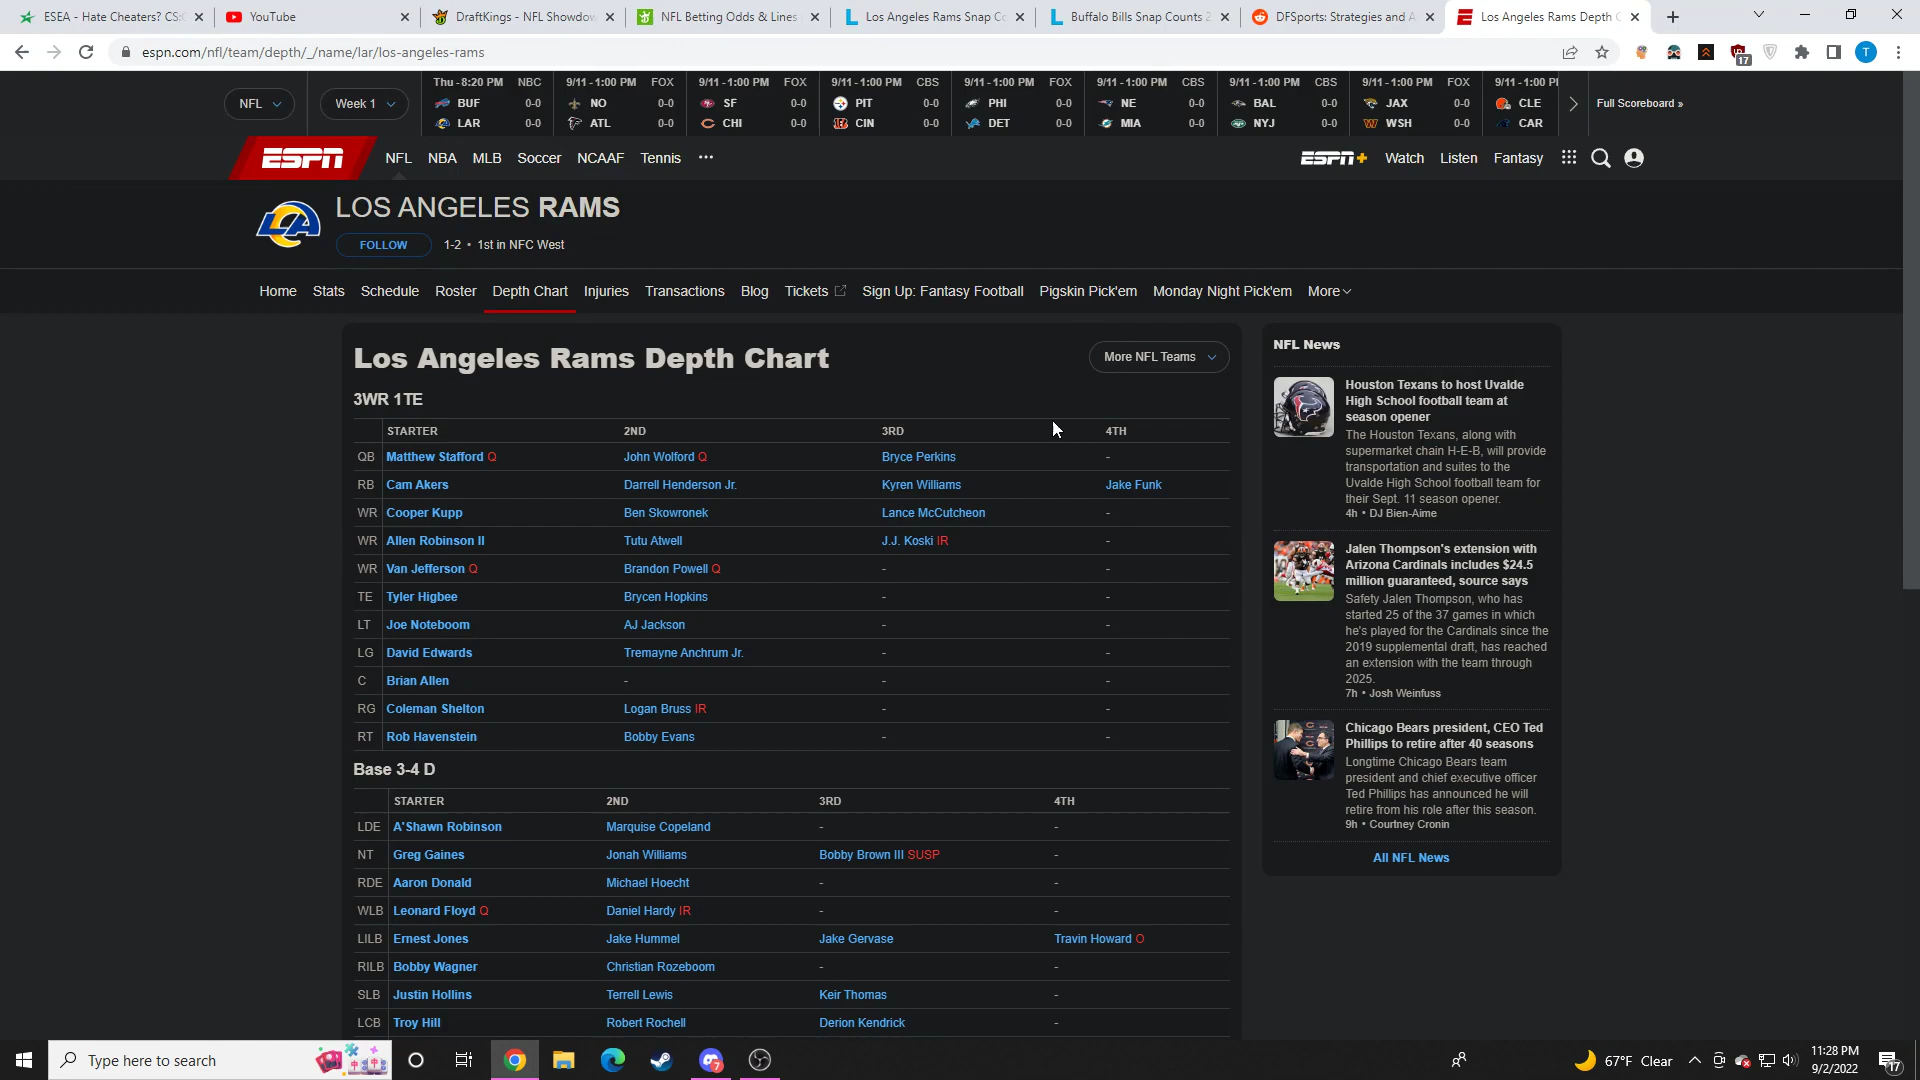 ESEA - Hate Cheaters? CS:
YouTube
DraftKings - NFL Showdow
NFL Betting Odds & Lines
Los Angeles Rams Snap Co
Buffalo Bills Snap Counts 2
DFSports: Strategies and A
Los Angeles Rams Depth C
espn.com/nfl/team/depth/_/name/lar/los-angeles-rams
17
T
NFL
Week 1
Thu - 8:20 PM NBC
BUF 0-0
LAR 0-0
9/11 - 1:00 PM FOX
NO 0-0
ATL 0-0
9/11 - 1:00 PM FOX
SF 0-0
CHI 0-0
9/11 - 1:00 PM CBS
PIT 0-0
CIN 0-0
9/11 - 1:00 PM FOX
PHI 0-0
DET 0-0
9/11 - 1:00 PM CBS
NE 0-0
MIA 0-0
9/11 - 1:00 PM CBS
BAL 0-0
NYJ 0-0
9/11 - 1:00 PM FOX
JAX 0-0
WSH 0-0
9/11 - 1:00 P
CLE
CAR
Full Scoreboard »
ESPN NFL NBA MLB Soccer NCAAF Tennis ••• ESPN+ Watch Listen Fantasy
LOS ANGELES RAMS
FOLLOW 1-2 • 1st in NFC West
Home Stats Schedule Roster Depth Chart Injuries Transactions Blog Tickets Sign Up: Fantasy Football Pigskin Pick'em Monday Night Pick'em More
Los Angeles Rams Depth Chart
More NFL Teams
3WR 1TE
STARTER 2ND 3RD 4TH
QB Matthew Stafford Q John Wolford Q Bryce Perkins -
RB Cam Akers Darrell Henderson Jr. Kyren Williams Jake Funk
WR Cooper Kupp Ben Skowronek Lance McCutcheon -
WR Allen Robinson II Tutu Atwell J.J. Koski IR -
WR Van Jefferson Q Brandon Powell Q - -
TE Tyler Higbee Brycen Hopkins - -
LT Joe Noteboom AJ Jackson - -
LG David Edwards Tremayne Anchrum Jr. - -
C Brian Allen - - -
RG Coleman Shelton Logan Bruss IR - -
RT Rob Havenstein Bobby Evans - -
Base 3-4 D
STARTER 2ND 3RD 4TH
LDE A'Shawn Robinson Marquise Copeland - -
NT Greg Gaines Jonah Williams Bobby Brown III SUSP -
RDE Aaron Donald Michael Hoecht - -
WLB Leonard Floyd Q Daniel Hardy IR - -
LILB Ernest Jones Jake Hummel Jake Gervase Travin Howard O
RILB Bobby Wagner Christian Rozeboom - -
SLB Justin Hollins Terrell Lewis Keir Thomas -
LCB Troy Hill Robert Rochell Derion Kendrick -
NFL News
Houston Texans to host Uvalde
High School football team at
season opener
The Houston Texans, along with
supermarket chain H-E-B, will provide
transportation and suites to the
Uvalde High School football team for
their Sept. 11 season opener.
4h • DJ Bien-Aime
Jalen Thompson's extension with
Arizona Cardinals includes $24.5
million guaranteed, source says
Safety Jalen Thompson, who has
started 25 of the 37 games in which
he's played for the Cardinals since the
2019 supplemental draft, has reached
an extension with the team through
2025.
7h • Josh Weinfuss
Chicago Bears president, CEO Ted
Phillips to retire after 40 seasons
Longtime Chicago Bears team
president and chief executive officer
Ted Phillips has announced he will
retire from his role after this season.
9h • Courtney Cronin
All NFL News
Type here to search
7
67°F Clear
11:28 PM
9/2/2022
17